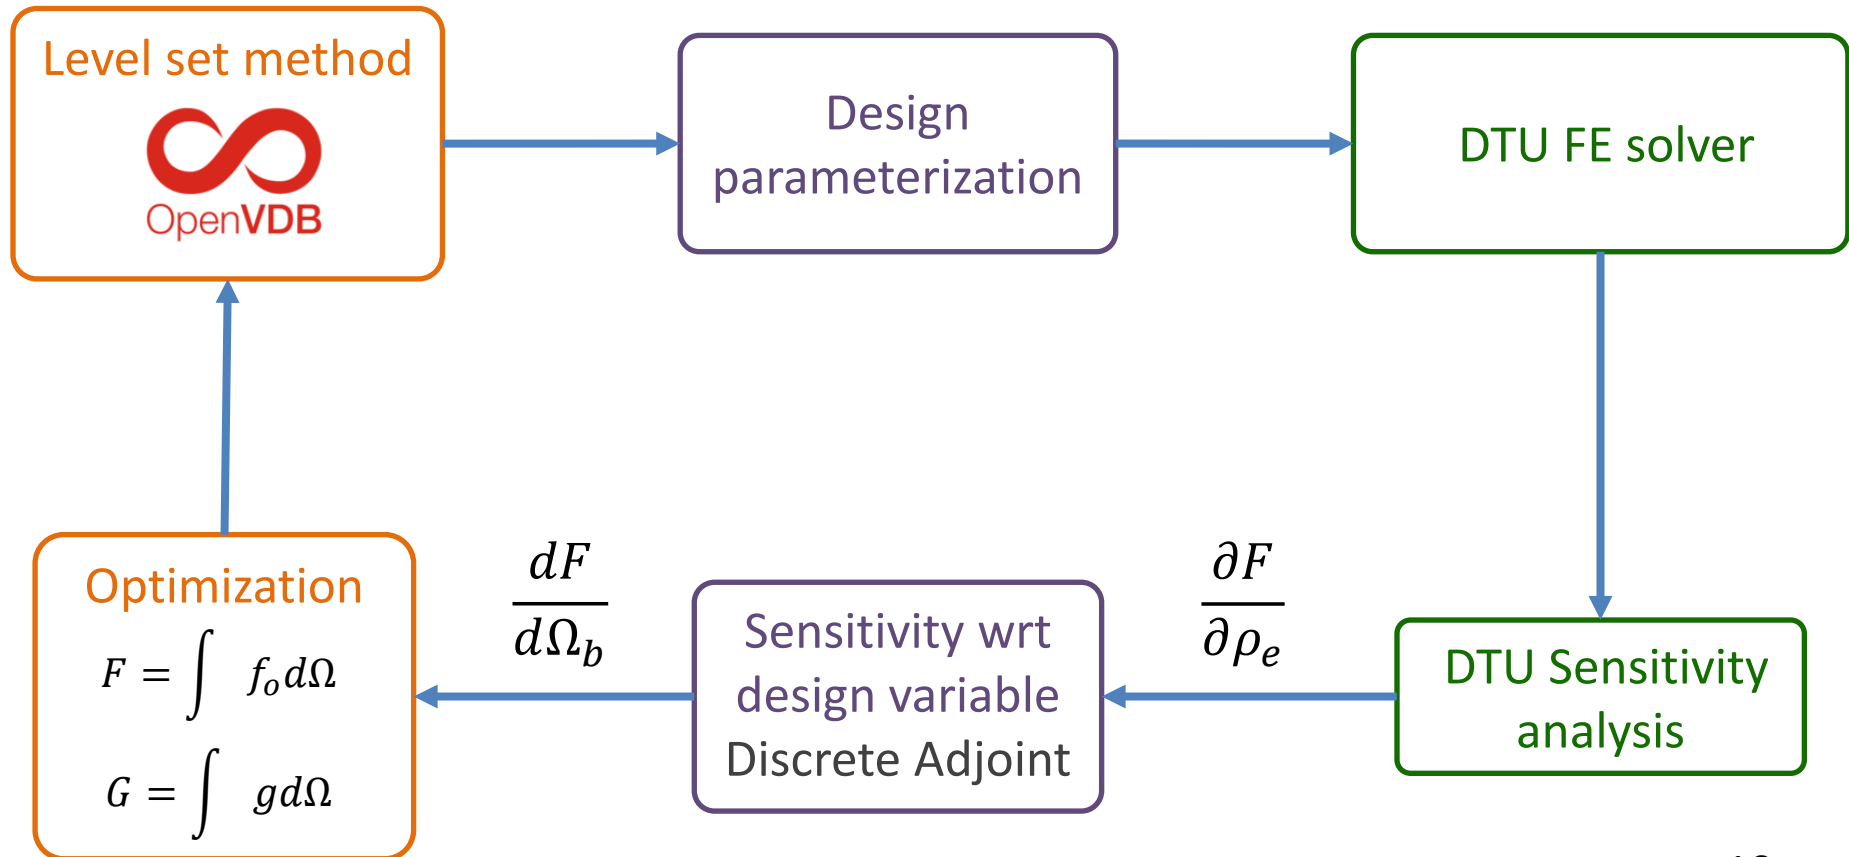 Level set method
OpenVDB
Design
parameterization
DTU FE solver
Optimization
F = ∫ f_o dΩ
G = ∫ g dΩ
dF
dΩ_b
Sensitivity wrt
design variable
Discrete Adjoint
∂F
∂ρ_e
DTU Sensitivity
analysis